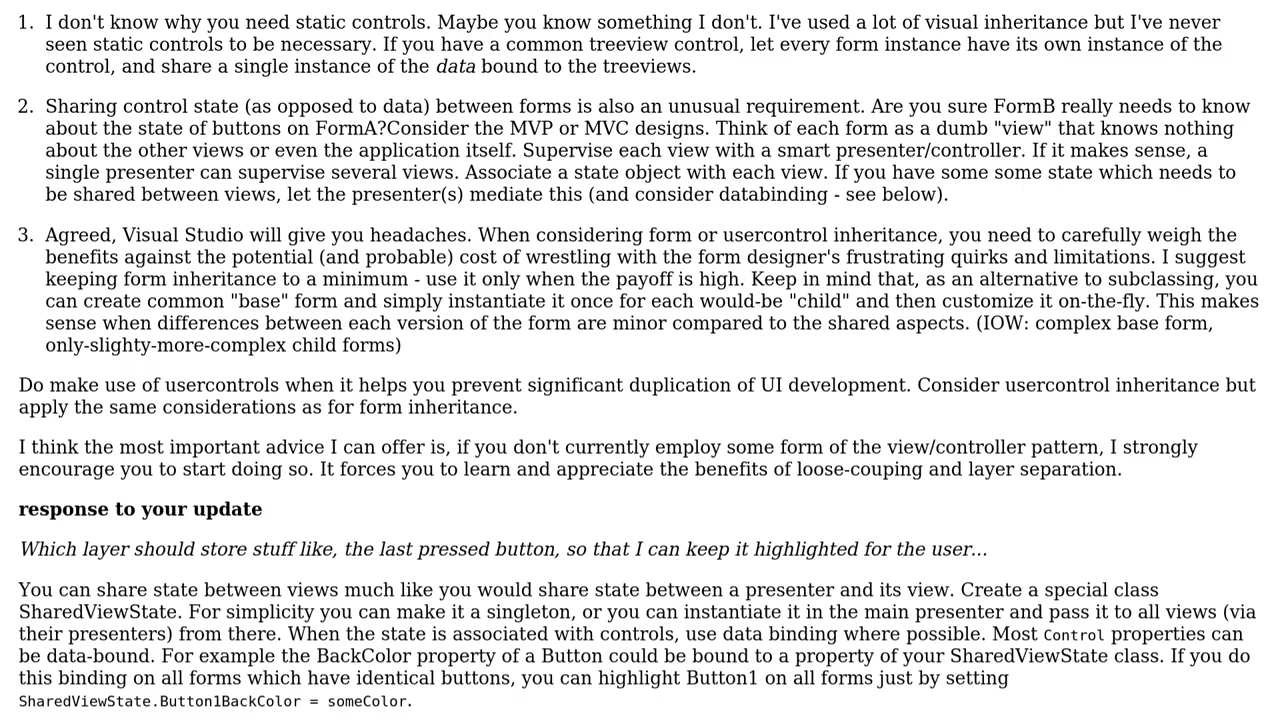 1. I don't know why you need static controls. Maybe you know something I don't. I've used a lot of visual inheritance but I've never
seen static controls to be necessary. If you have a common treeview control, let every form instance have its own instance of the
control, and share a single instance of the data bound to the treeviews.
2. Sharing control state (as opposed to data) between forms is also an unusual requirement. Are you sure FormB really needs to know
about the state of buttons on FormA?Consider the MVP or MVC designs. Think of each form as a dumb "view" that knows nothing
about the other views or even the application itself. Supervise each view with a smart presenter/controller. If it makes sense, a
single presenter can supervise several views. Associate a state object with each view. If you have some some state which needs to
be shared between views, let the presenter(s) mediate this (and consider databinding - see below).
3. Agreed, Visual Studio will give you headaches. When considering form or usercontrol inheritance, you need to carefully weigh the
benefits against the potential (and probable) cost of wrestling with the form designer's frustrating quirks and limitations. I suggest
keeping form inheritance to a minimum - use it only when the payoff is high. Keep in mind that, as an alternative to subclassing, you
can create common "base" form and simply instantiate it once for each would-be "child" and then customize it on-the-fly. This makes
sense when differences between each version of the form are minor compared to the shared aspects. (IOW: complex base form,
only-slighty-more-complex child forms)
Do make use of usercontrols when it helps you prevent significant duplication of UI development. Consider usercontrol inheritance but
apply the same considerations as for form inheritance.
I think the most important advice I can offer is, if you don't currently employ some form of the view/controller pattern, I strongly
encourage you to start doing so. It forces you to learn and appreciate the benefits of loose-couping and layer separation.
response to your update
Which layer should store stuff like, the last pressed button, so that I can keep it highlighted for the user...
You can share state between views much like you would share state between a presenter and its view. Create a special class
SharedViewState. For simplicity you can make it a singleton, or you can instantiate it in the main presenter and pass it to all views (via
their presenters) from there. When the state is associated with controls, use data binding where possible. Most Control properties can
be data-bound. For example the BackColor property of a Button could be bound to a property of your SharedViewState class. If you do
this binding on all forms which have identical buttons, you can highlight Button1 on all forms just by setting
SharedViewState.Button1BackColor = someColor.